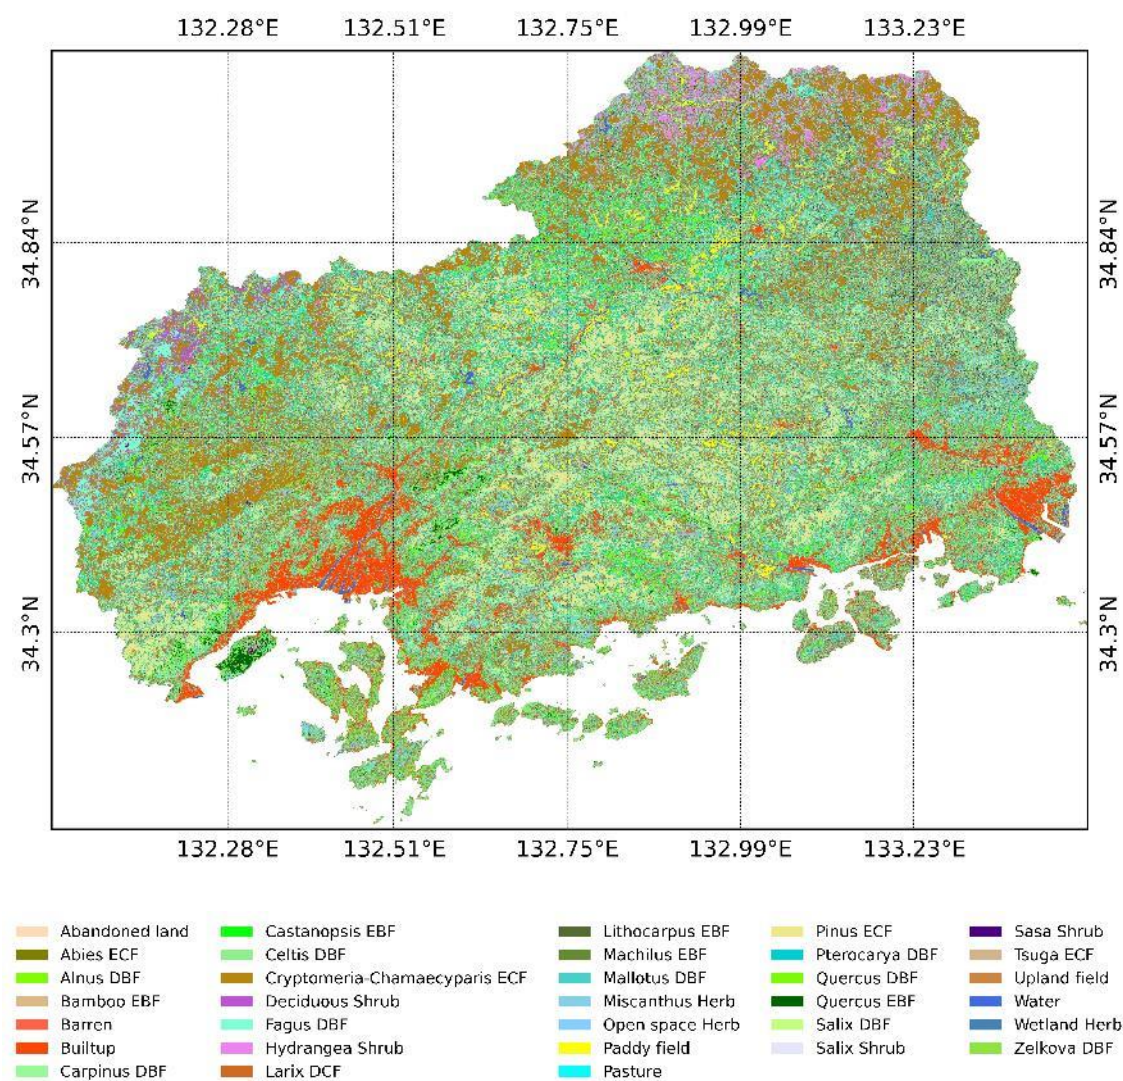 132.28°E 132.51°E 132.75°E 132.99°E 133.23°E
34.84°N 34.84°N
34.57°N 34.57°N
34.3°N 34.3°N
132.28°E 132.51°E 132.75°E 132.99°E 133.23°E
Abandoned land Castanopsis EBF Lithocarpus EBF Pinus ECF Sasa Shrub
Abies ECF Celtis DBF Machilus EBF Pterocarya DBF Tsuga ECF
Alnus DBF Cryptomeria-Chamaecyparis ECF Mallotus DBF Quercus DBF Upland field
Bamboo EBF Deciduous Shrub Miscanthus Herb Quercus EBF Water
Barren Fagus DBF Open space Herb Salix DBF Wetland Herb
Builtup Hydrangea Shrub Paddy field Salix Shrub Zelkova DBF
Carpinus DBF Larix DCF Pasture